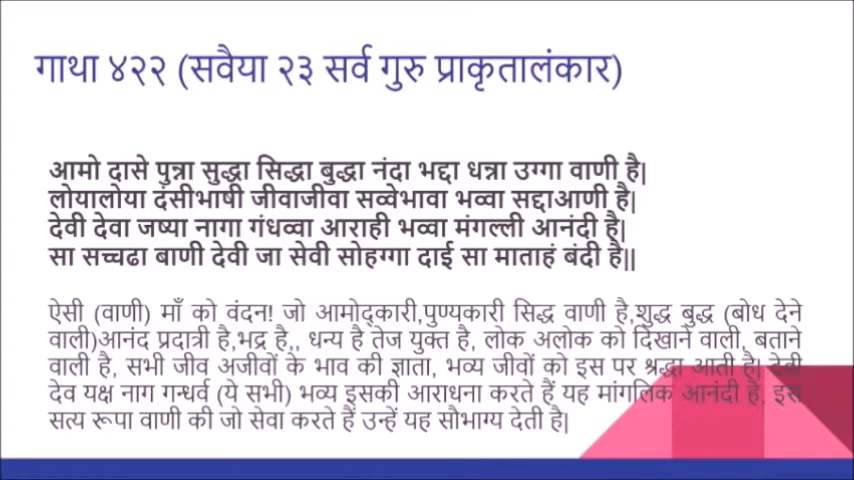 गाथा ४२२ (सवैया २३ सर्व गुरु प्राकृतालंकार)
आमो दासे पुन्ना सुद्धा सिद्धा बुद्धा नंदा भद्दा धन्ना उग्गा वाणी है|
लोयालोया दंसीभाषी जीवाजीवा सव्वेभावा भव्वा सद्दाआणी है|
देवी देवा जष्या नागा गंधव्वा आराही भव्वा मंगल्ली आनंदी है|
सा सच्चढा बाणी देवी जा सेवी सोहग्गा दाई सा माताहं बंदी है||
ऐसी (वाणी) माँ को वंदन! जो आमोद्कारी,पुण्यकारी सिद्ध वाणी है,शुद्ध बुद्ध (बोध देने
वाली)आनंद प्रदात्री है,भद्र है,, धन्य है तेज युक्त है, लोक अलोक को दिखाने वाली, बताने
वाली है, सभी जीव अजीवों के भाव की ज्ञाता, भव्य जीवों को इस पर श्रद्धा आती है| देवी
देव यक्ष नाग गन्धर्व (ये सभी) भव्य इसकी आराधना करते हैं यह मांगलिक आनंदी है, इस
सत्य रूपा वाणी की जो सेवा करते हैं उन्हें यह सौभाग्य देती है|